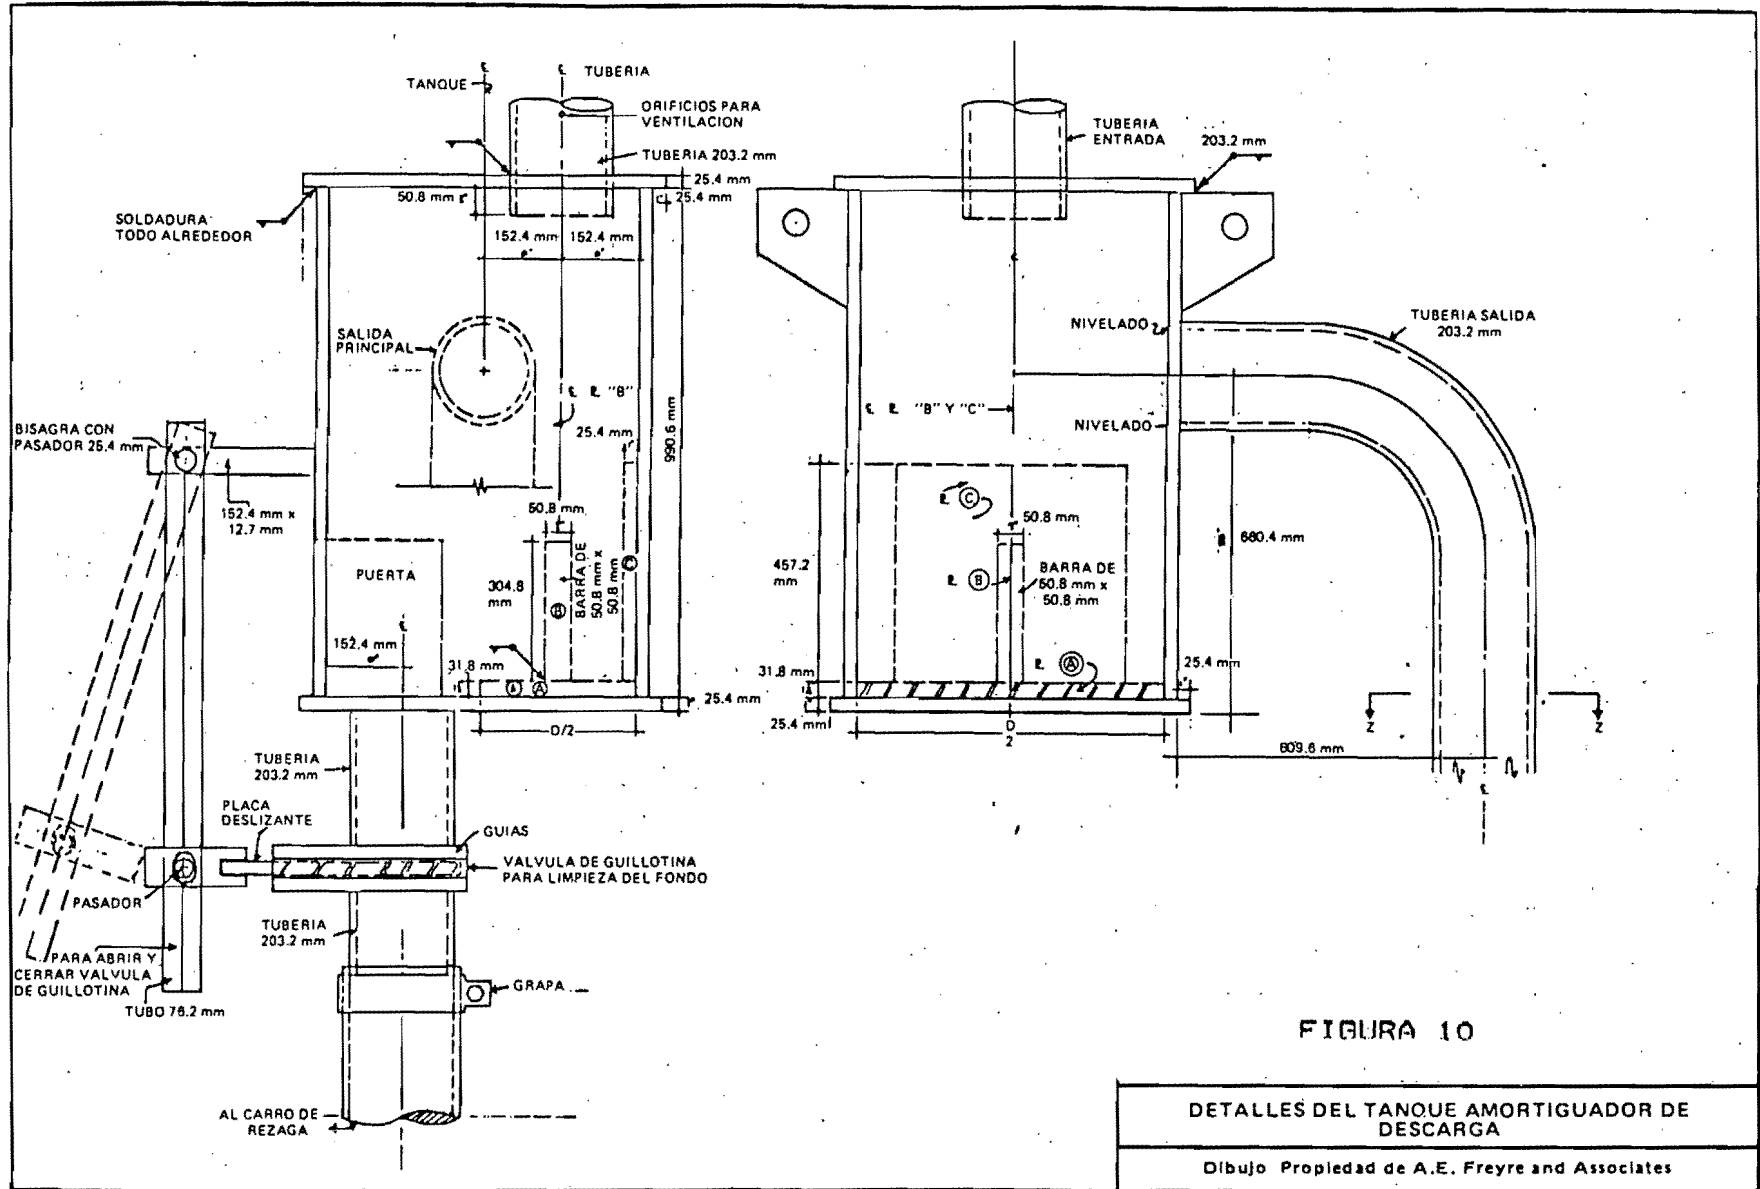 ℄
TANQUE
℄ TUBERIA
ORIFICIOS PARA
VENTILACION
TUBERIA 203.2 mm
25.4 mm
25.4 mm
50.8 mm
SOLDADURA
TODO ALREDEDOR
152.4 mm
152.4 mm
SALIDA
PRINCIPAL
℄ "B"
25.4 mm
990.6 mm
BISAGRA CON
PASADOR 25.4 mm
152.4 mm x
12.7 mm
50.8 mm
PUERTA
℄
304.8
mm
BARRA DE
50.8 mm x
50.8 mm
B
C
152.4 mm
31.8 mm
A
A
25.4 mm
D/2
TUBERIA
203.2 mm
PLACA
DESLIZANTE
GUIAS
VALVULA DE GUILLOTINA
PARA LIMPIEZA DEL FONDO
PASADOR
TUBERIA
203.2 mm
PARA ABRIR Y
CERRAR VALVULA
DE GUILLOTINA
TUBO 76.2 mm
GRAPA
AL CARRO DE
REZAGA
TUBERIA
ENTRADA
203.2 mm
NIVELADO
TUBERIA SALIDA
203.2 mm
℄ "B" Y "C"
NIVELADO
C
50.8 mm
457.2
mm
B
BARRA DE
50.8 mm x
50.8 mm
680.4 mm
A
31.8 mm
25.4 mm
25.4 mm
D
2
Z
Z
609.6 mm
℄
FIGURA 10
DETALLES DEL TANQUE AMORTIGUADOR DE
DESCARGA
Dibujo Propiedad de A.E. Freyre and Associates